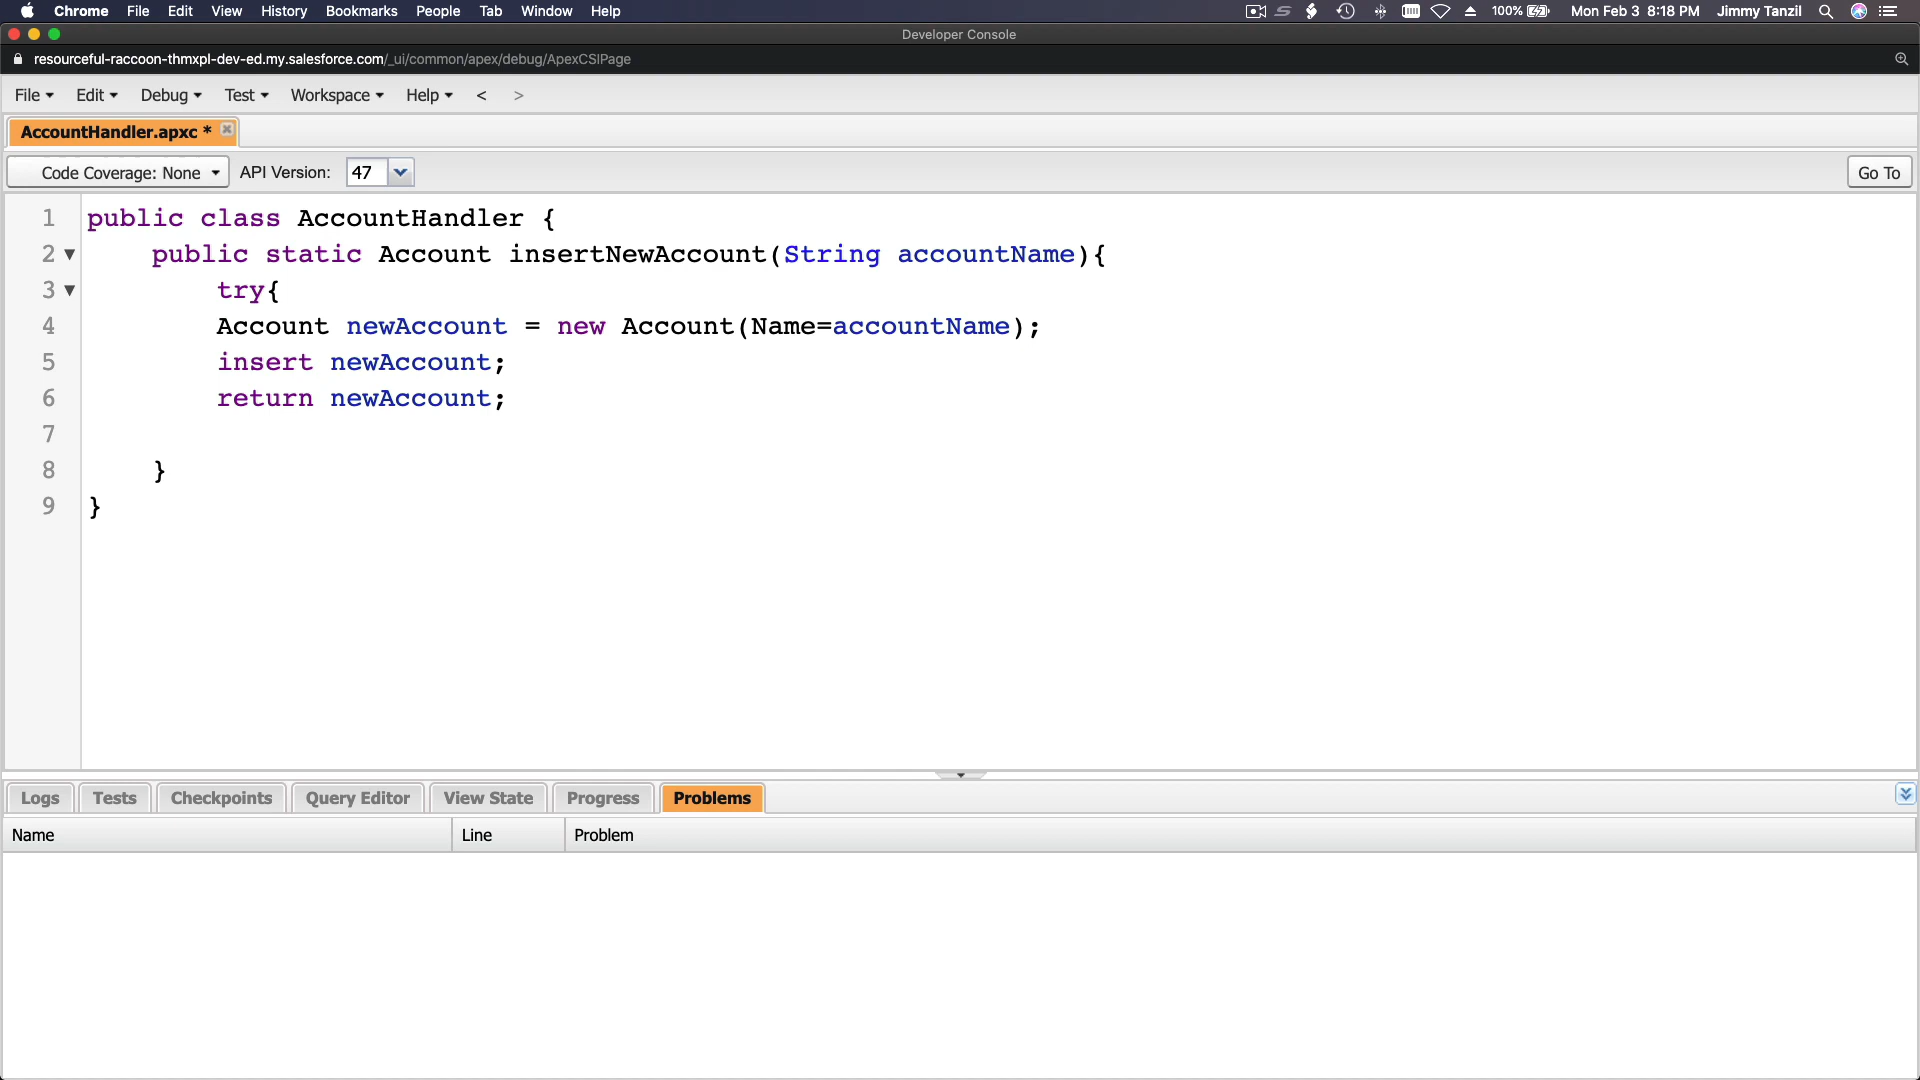 Chrome File Edit View History Bookmarks People Tab Window Help 100% Mon Feb 3 8:18 PM Jimmy Tanzil
Developer Console
resourceful-raccoon-thmxpl-dev-ed.my.salesforce.com/_ui/common/apex/debug/ApexCSIPage
File Edit Debug Test Workspace Help < >
AccountHandler.apxc *
Code Coverage: None API Version: 47 Go To
1 public class AccountHandler {
2 public static Account insertNewAccount(String accountName){
3 try{
4 Account newAccount = new Account(Name=accountName);
5 insert newAccount;
6 return newAccount;
7
8 }
9 }
Logs Tests Checkpoints Query Editor View State Progress Problems
Name Line Problem